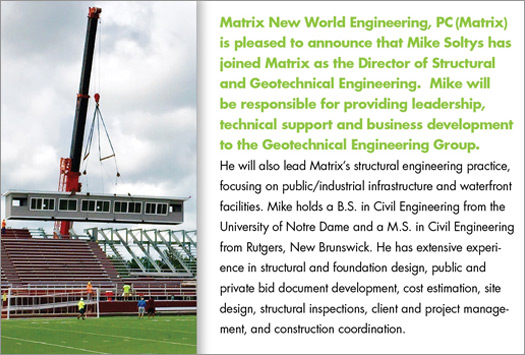 Matrix New World Engineering, PC (Matrix)
is pleased to announce that Mike Soltys has
joined Matrix as the Director of Structural
and Geotechnical Engineering.  Mike will
be responsible for providing leadership,
technical support and business development
to the Geotechnical Engineering Group.
He will also lead Matrix’s structural engineering practice,
focusing on public/industrial infrastructure and waterfront
facilities. Mike holds a B.S. in Civil Engineering from the
University of Notre Dame and a M.S. in Civil Engineering
from Rutgers, New Brunswick. He has extensive experi-
ence in structural and foundation design, public and
private bid document development, cost estimation, site
design, structural inspections, client and project manage-
ment, and construction coordination.